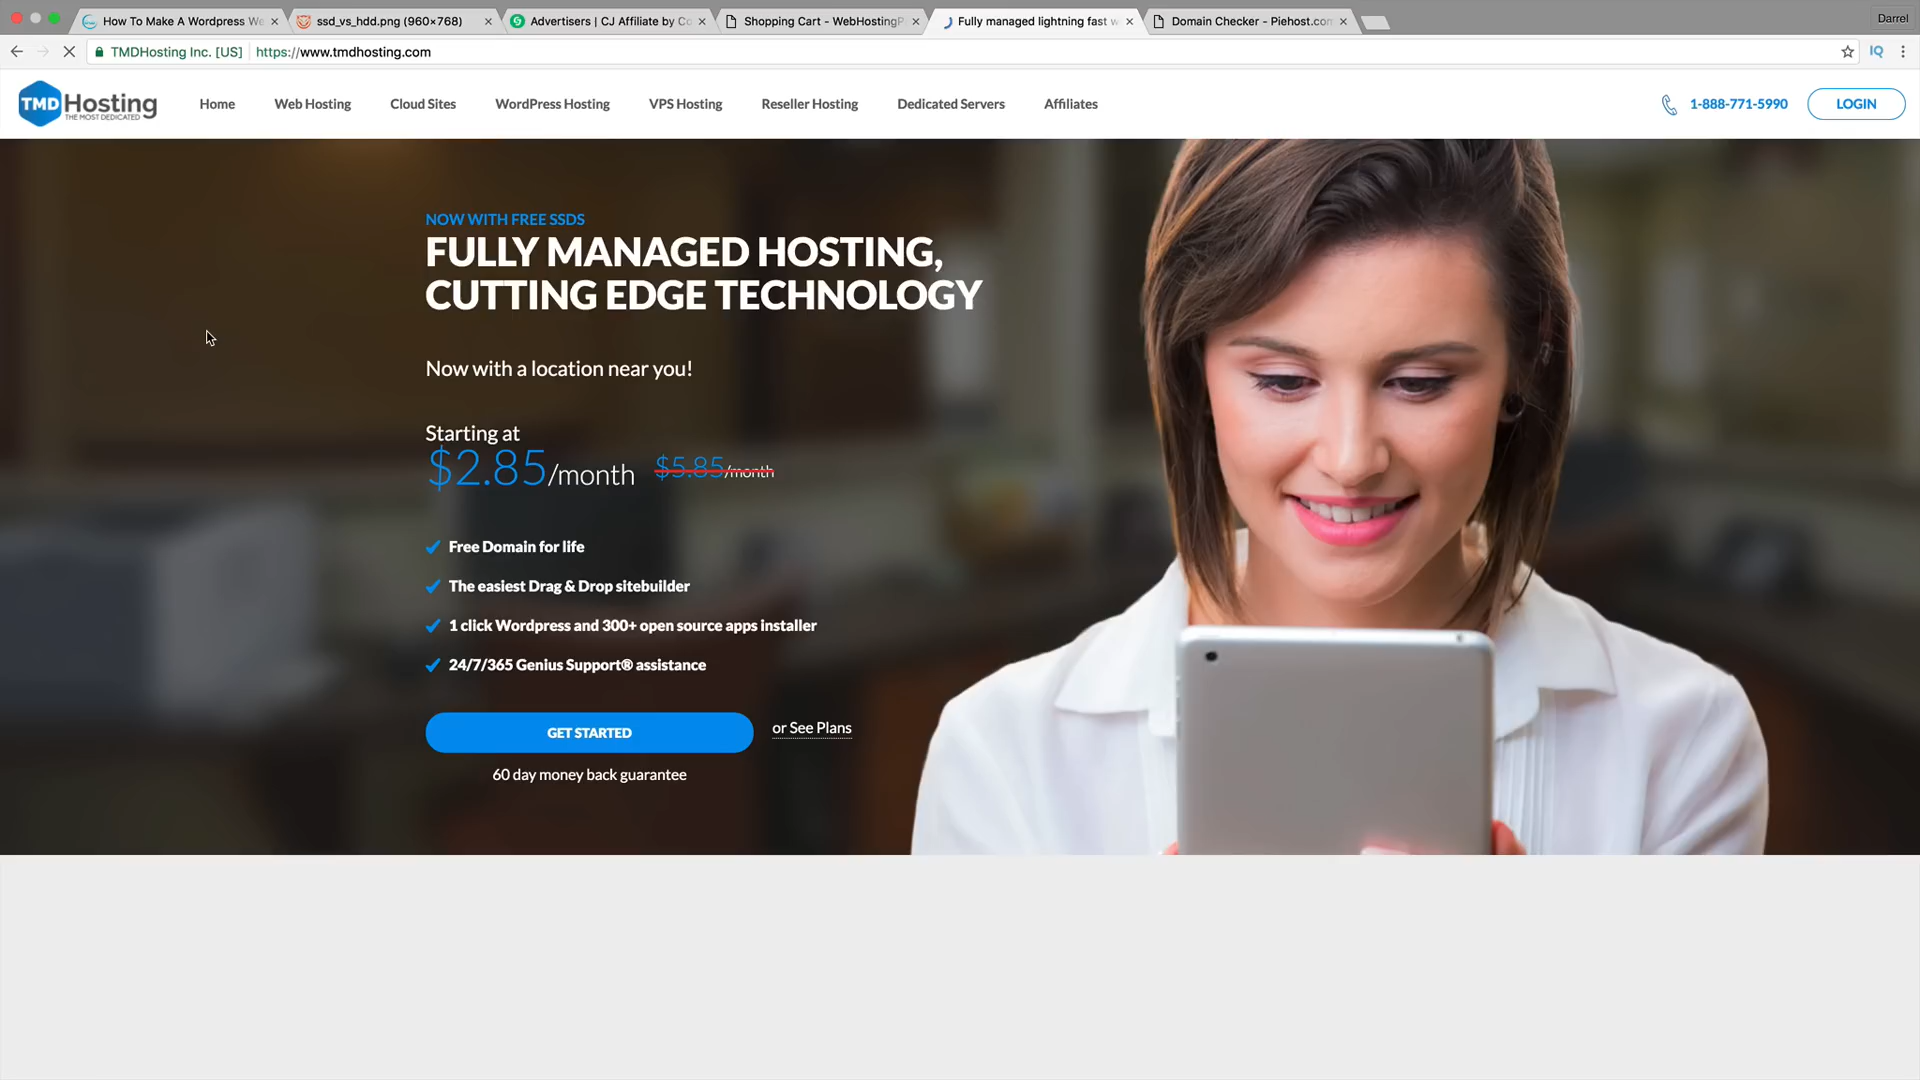 How To Make A Wordpress We
ssd_vs_hdd.png (960×768)
Advertisers | CJ Affiliate by Co
Shopping Cart - WebHostingP
Fully managed lightning fast w
Domain Checker - Piehost.com
Darrel
TMDHosting Inc. [US]
https://www.tmdhosting.com
IQ
TMDHosting
THE MOST DEDICATED
Home
Web Hosting
Cloud Sites
WordPress Hosting
VPS Hosting
Reseller Hosting
Dedicated Servers
Affiliates
1-888-771-5990
LOGIN
NOW WITH FREE SSDS
FULLY MANAGED HOSTING,
CUTTING EDGE TECHNOLOGY
Now with a location near you!
Starting at
$2.85/month $5.85/month
Free Domain for life
The easiest Drag & Drop sitebuilder
1 click Wordpress and 300+ open source apps installer
24/7/365 Genius Support® assistance
GET STARTED
or See Plans
60 day money back guarantee